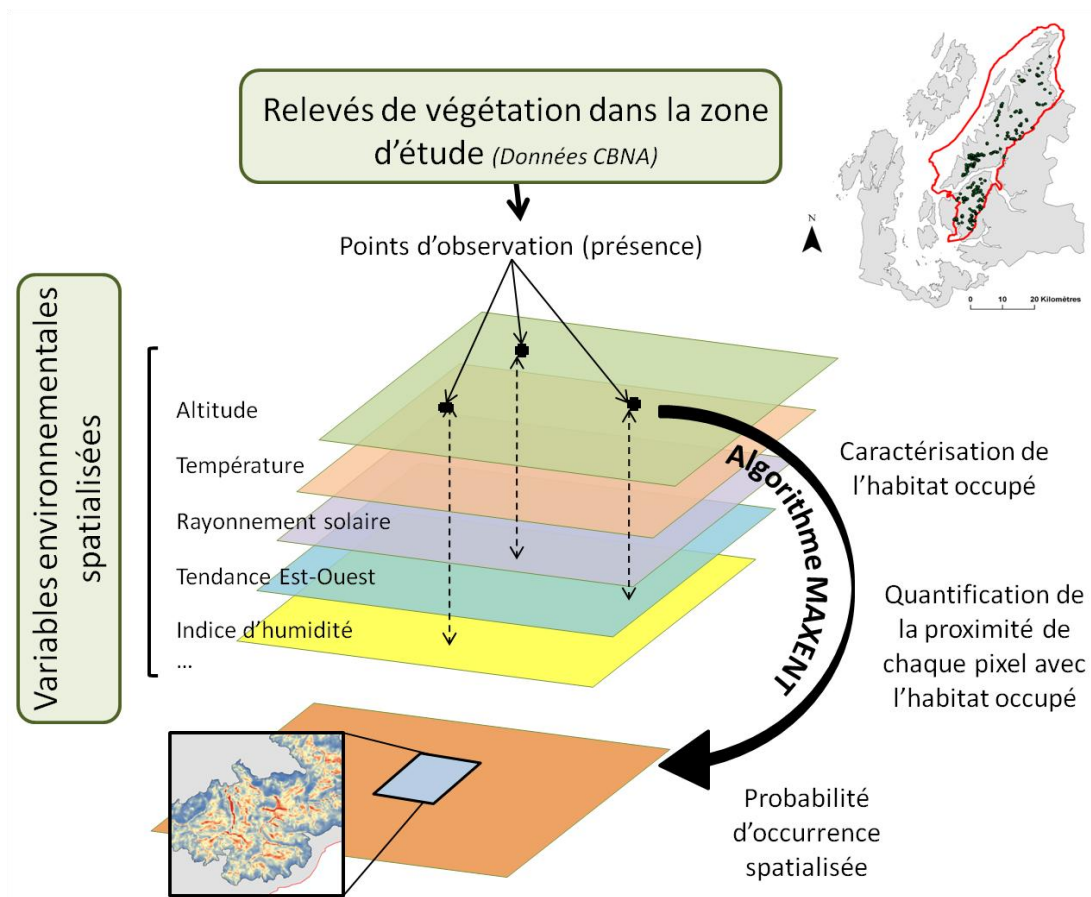 Relevés de végétation dans la zone
d'étude (Données CBNA)
Points d'observation (présence)
N
0 10 20 Kilomètres
Variables environnementales
spatialisées
Altitude
Température
Rayonnement solaire
Tendance Est-Ouest
Indice d'humidité
...
Algorithme MAXENT
Caractérisation de
l'habitat occupé
Quantification de
la proximité de
chaque pixel avec
l'habitat occupé
Probabilité
d'occurrence
spatialisée